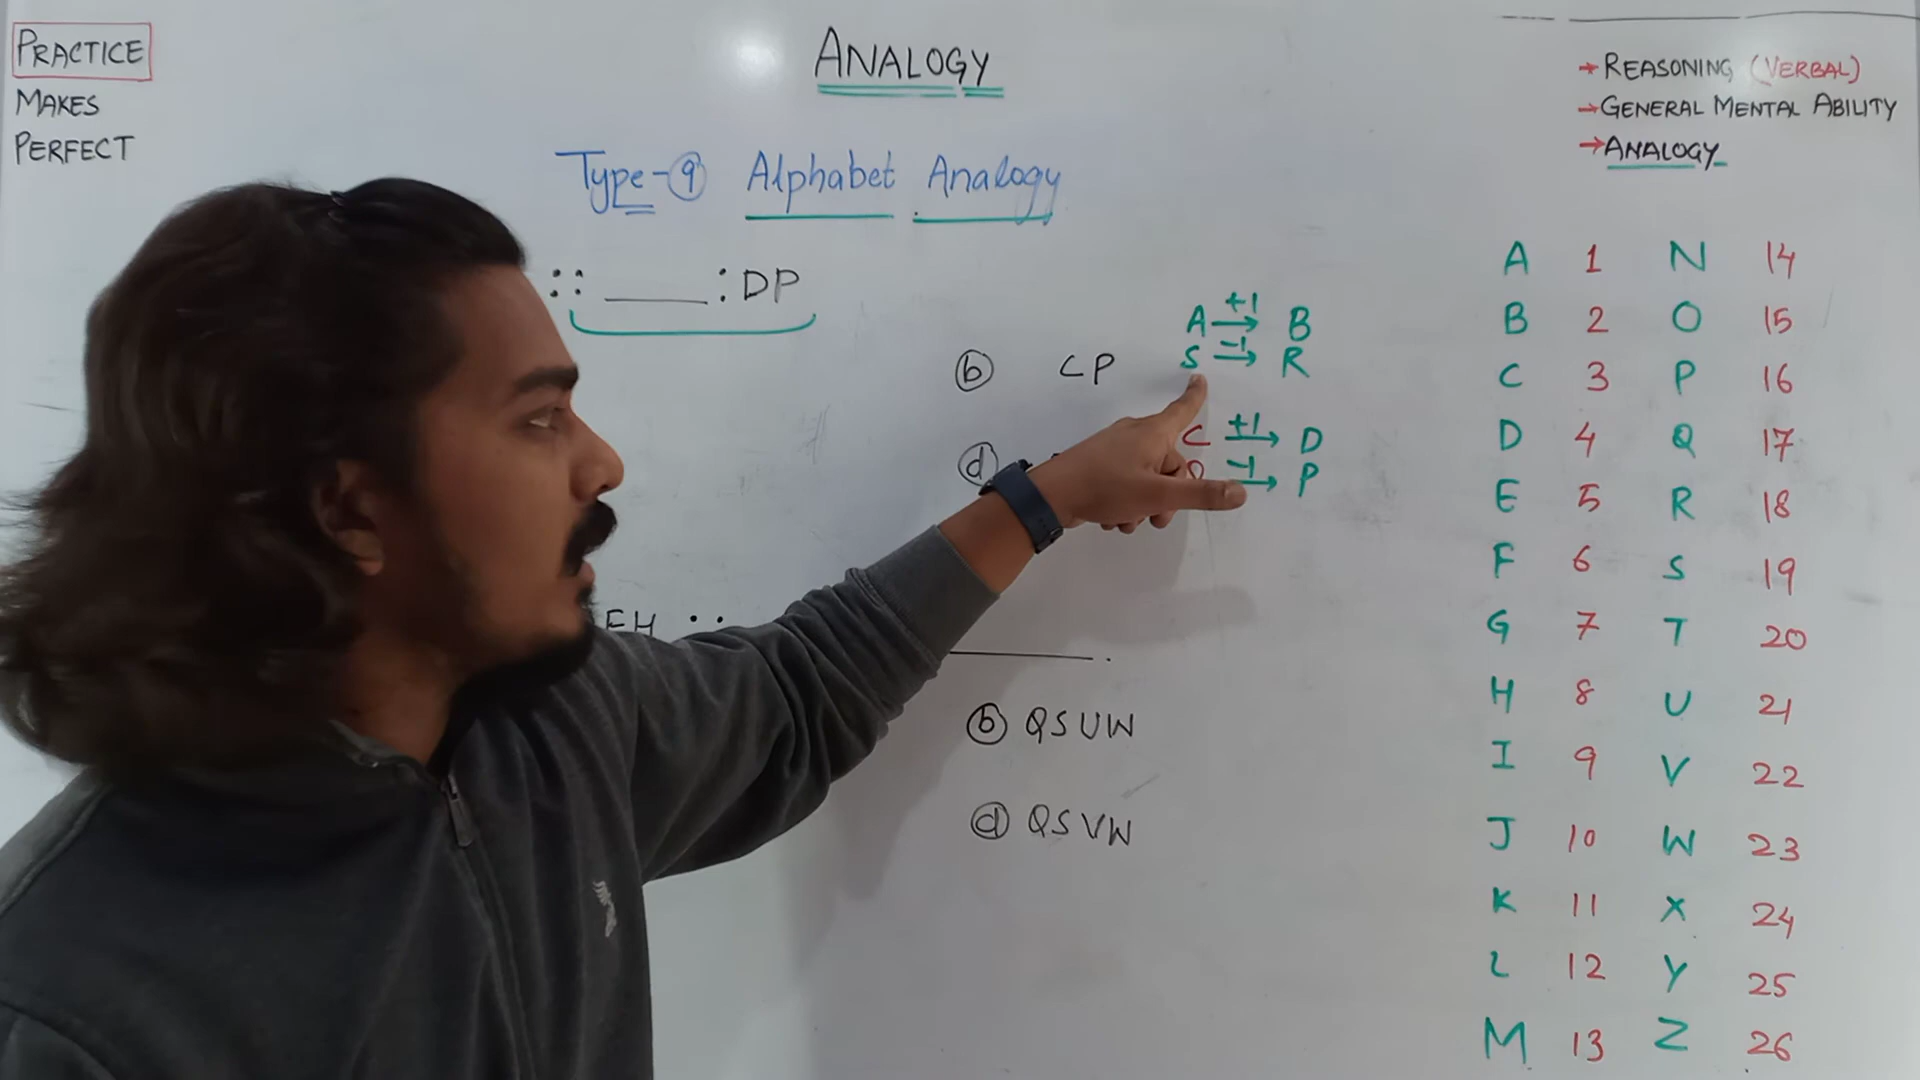 PRACTICE
MAKES
PERFECT
ANALOGY
→ REASONING (VERBAL)
→ GENERAL MENTAL ABILITY
→ ANALOGY
Type-9 Alphabet Analogy
:: ____ : DP
b CP
d
A +1→ B
S -1→ R
C +1→ D
-1→ P
b QSUW
d QSVW
A 1 N 14
B 2 O 15
C 3 P 16
D 4 Q 17
E 5 R 18
F 6 S 19
G 7 T 20
H 8 U 21
I 9 V 22
J 10 W 23
K 11 X 24
L 12 Y 25
M 13 Z 26